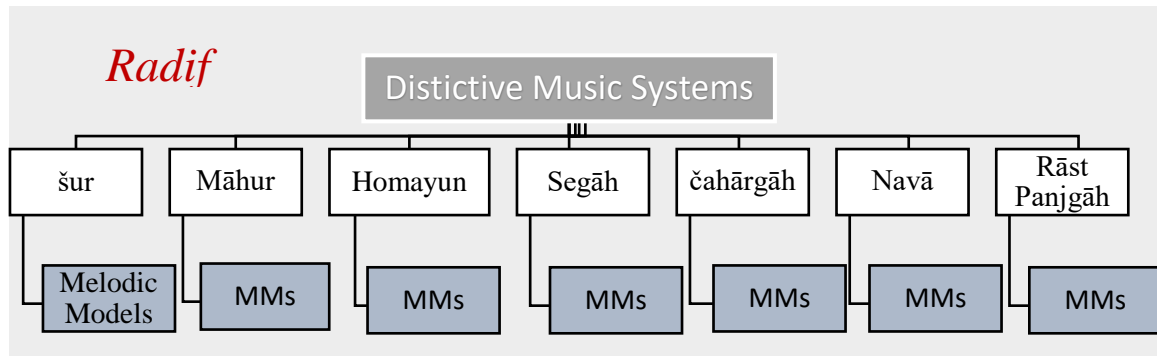 Radif
Distictive Music Systems
šur
Māhur
Homayun
Segāh
čahārgāh
Navā
Rāst
Panjgāh
Melodic
Models
MMs
MMs
MMs
MMs
MMs
MMs